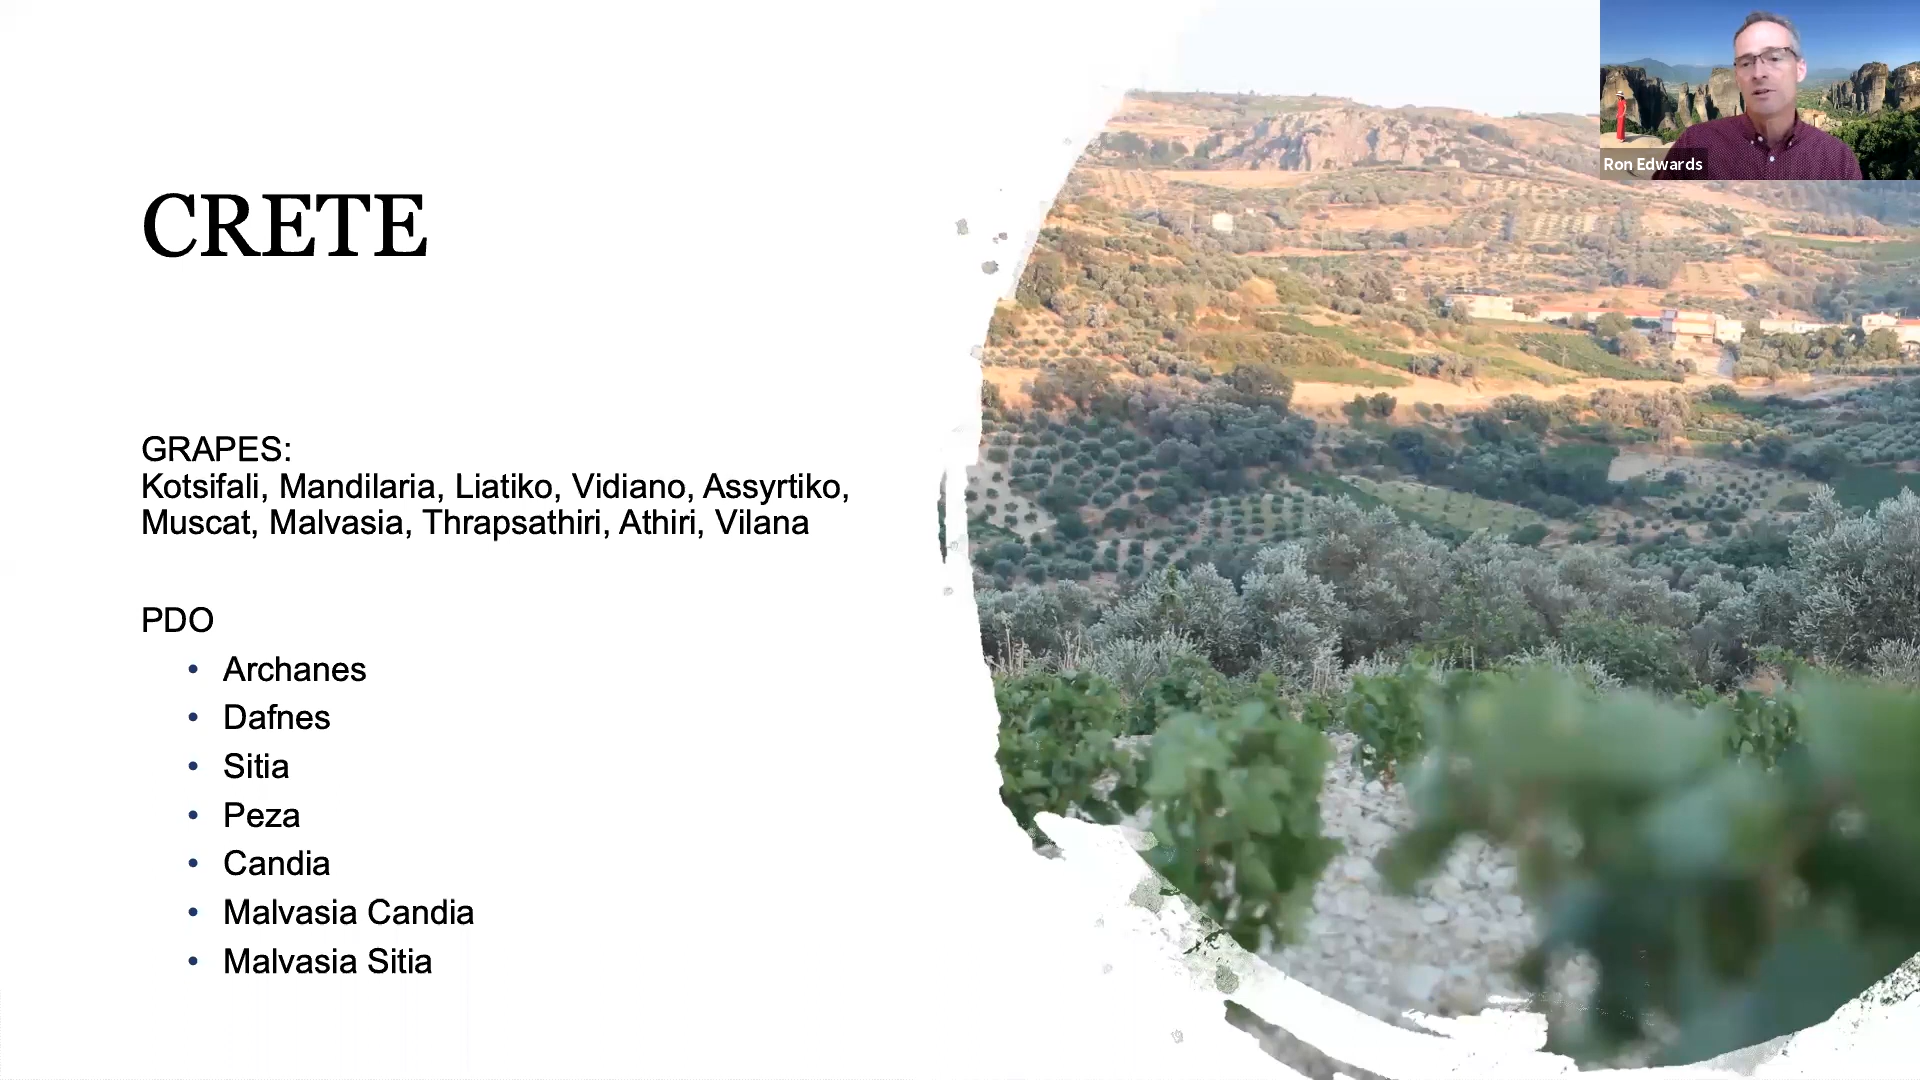 Ron Edwards
CRETE
GRAPES:
Kotsifali, Mandilaria, Liatiko, Vidiano, Assyrtiko,
Muscat, Malvasia, Thrapsathiri, Athiri, Vilana
PDO
• Archanes
• Dafnes
• Sitia
• Peza
• Candia
• Malvasia Candia
• Malvasia Sitia